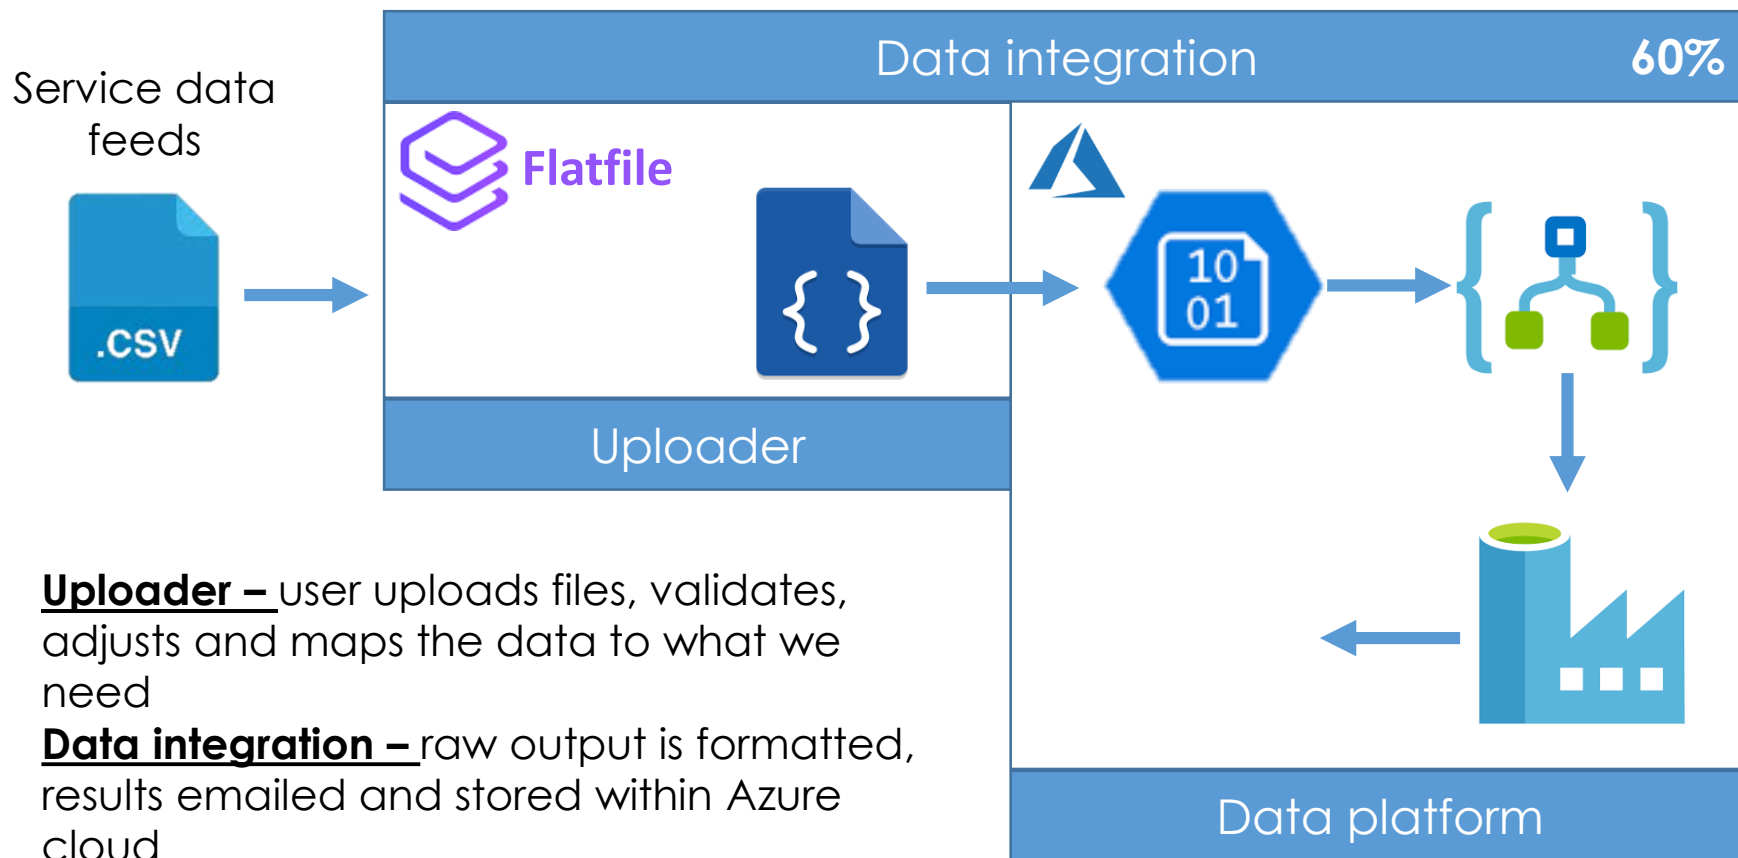 Data integration 60%
Service data
feeds
Flatfile
.CSV
{ }
10
01
Uploader
Uploader – user uploads files, validates,
adjusts and maps the data to what we
need
Data integration – raw output is formatted,
results emailed and stored within Azure
cloud
Data platform